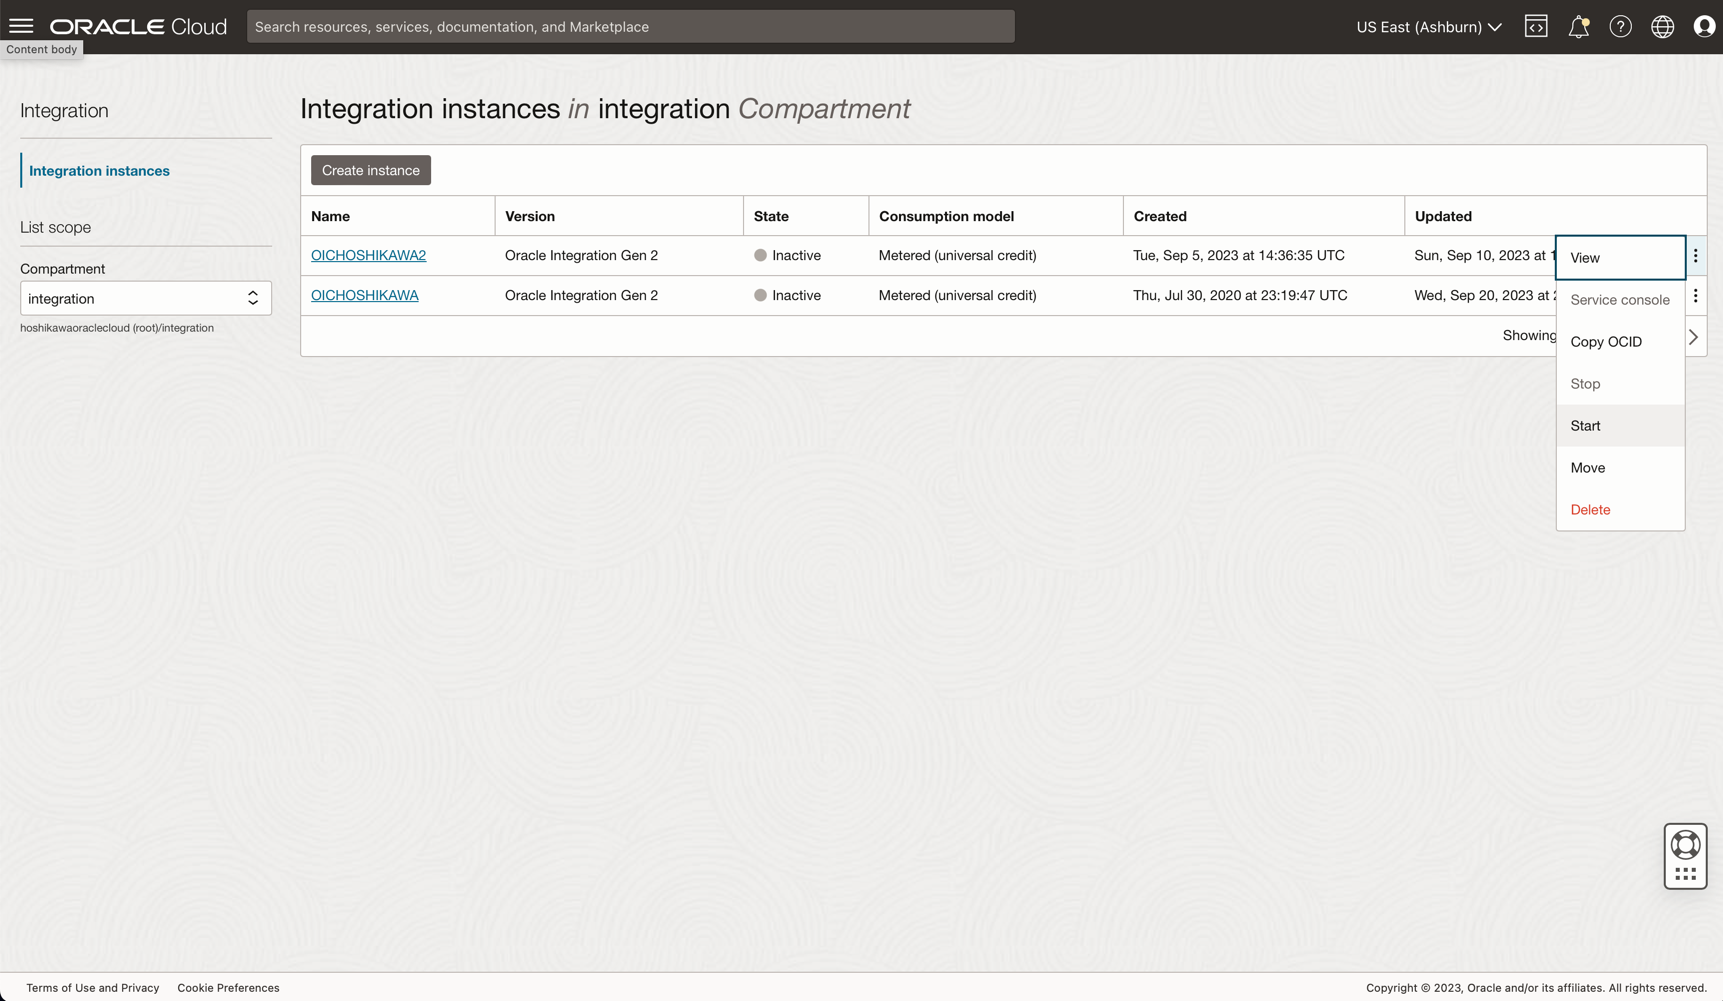 ORACLE Cloud
Search resources, services, documentation, and Marketplace
US East (Ashburn)
Content body
Integration
Integration instances
List scope
Compartment
integration
hoshikawaoraclecloud (root)/integration
Integration instances in integration Compartment
Create instance
Name Version State Consumption model Created Updated
OICHOSHIKAWA2 Oracle Integration Gen 2 Inactive Metered (universal credit) Tue, Sep 5, 2023 at 14:36:35 UTC Sun, Sep 10, 2023 at
OICHOSHIKAWA Oracle Integration Gen 2 Inactive Metered (universal credit) Thu, Jul 30, 2020 at 23:19:47 UTC Wed, Sep 20, 2023 at
Showing
View
Service console
Copy OCID
Stop
Start
Move
Delete
Terms of Use and Privacy Cookie Preferences
Copyright © 2023, Oracle and/or its affiliates. All rights reserved.